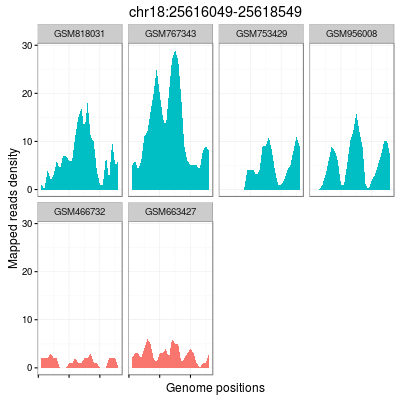 chr18:25616049-25618549
GSM818031 GSM767343 GSM753429 GSM956008
30
20
10
0
GSM466732 GSM663427
30
20
10
0
Mapped reads density
Genome positions